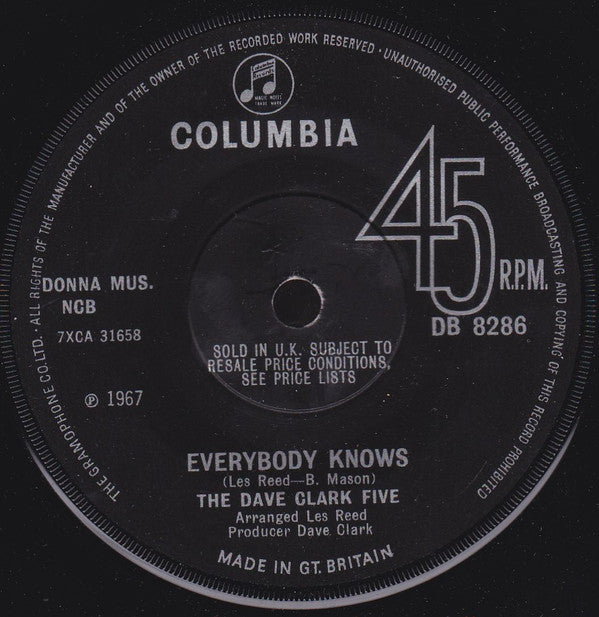 ALL RIGHTS OF THE MANUFACTURER AND OF THE OWNER OF THE RECORDED WORK RESERVED · UNAUTHORISED PUBLIC PERFORMANCE BROADCASTING AND COPYING OF THIS RECORD PROHIBITED
THE GRAMOPHONE CO. LTD.
Columbia
Records
MAGIC NOTES
TRADE MARK
COLUMBIA
45
R.P.M.
DB 8286
DONNA MUS.
NCB
7XCA 31658
℗ 1967
SOLD IN U.K. SUBJECT TO
RESALE PRICE CONDITIONS,
SEE PRICE LISTS
EVERYBODY KNOWS
(Les Reed—B. Mason)
THE DAVE CLARK FIVE
Arranged Les Reed
Producer Dave Clark
MADE IN GT. BRITAIN